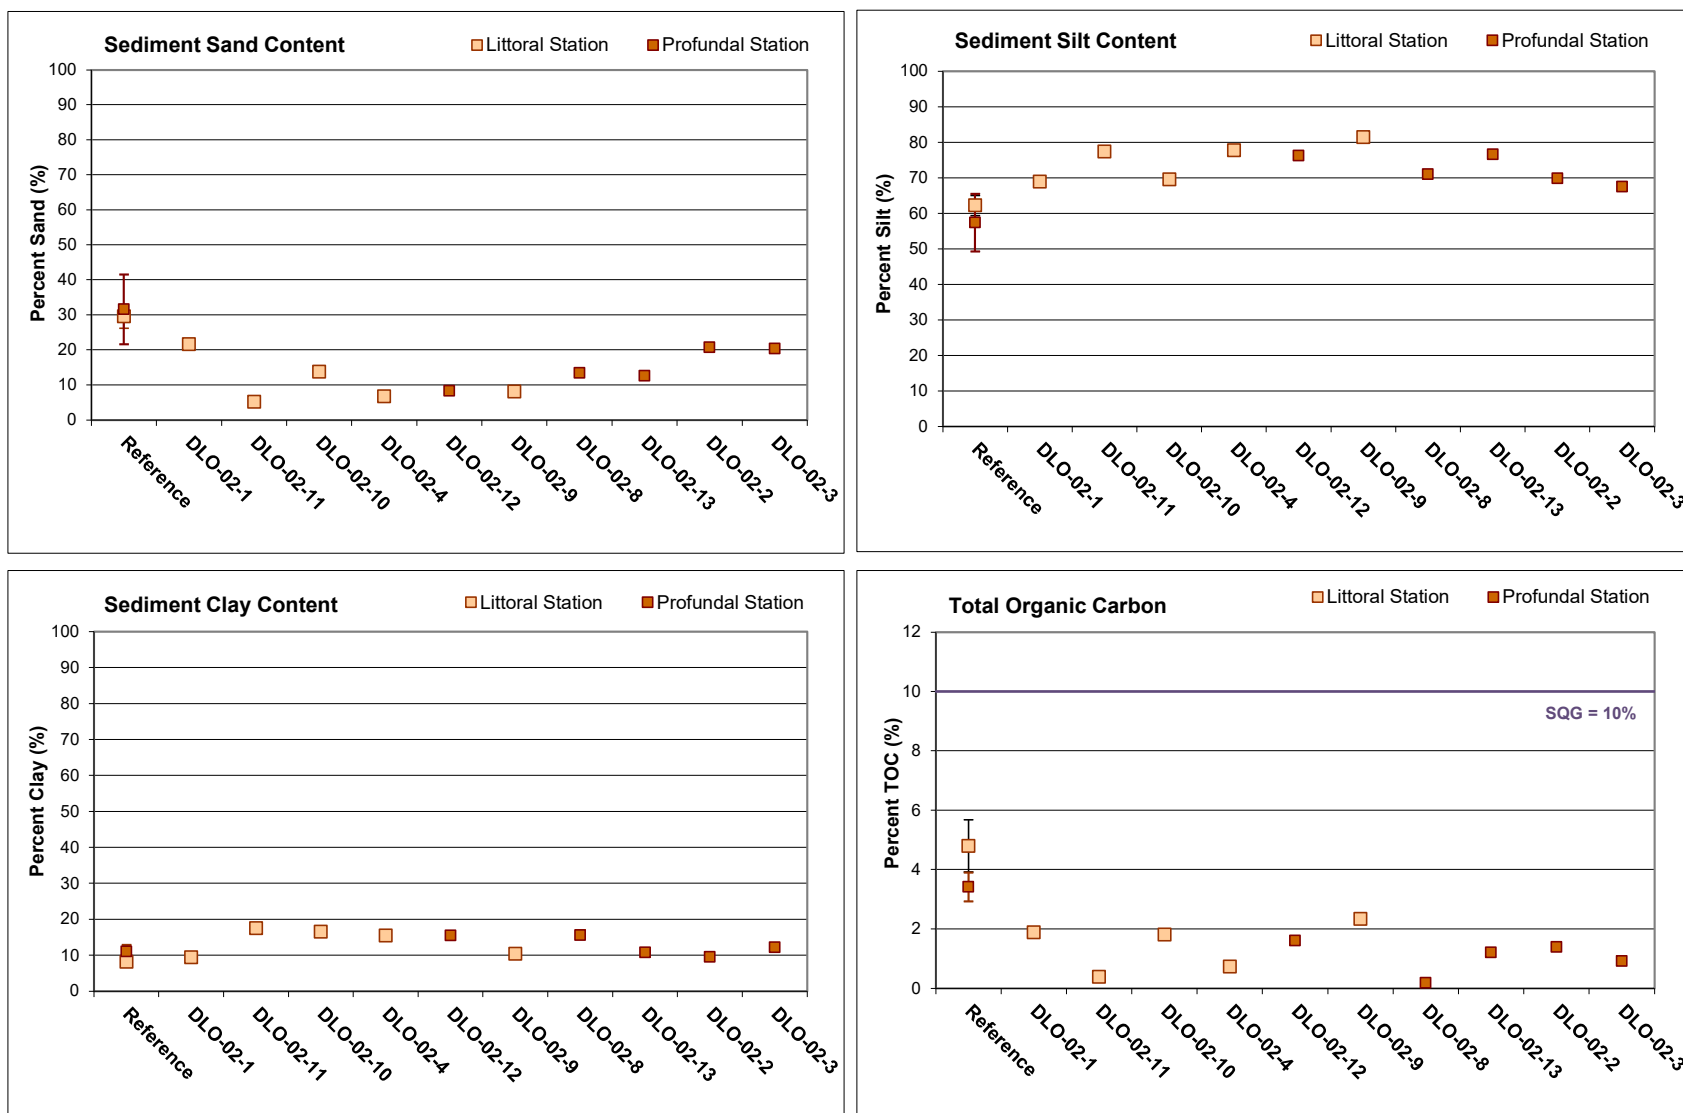 Sediment Sand Content
Littoral Station
Profundal Station
100
90
80
70
60
50
40
30
20
10
0
Percent Sand (%)
Reference
DLO-02-1
DLO-02-11
DLO-02-10
DLO-02-4
DLO-02-12
DLO-02-9
DLO-02-8
DLO-02-13
DLO-02-2
DLO-02-3
Sediment Silt Content
Littoral Station
Profundal Station
100
90
80
70
60
50
40
30
20
10
0
Percent Silt (%)
Reference
DLO-02-1
DLO-02-11
DLO-02-10
DLO-02-4
DLO-02-12
DLO-02-9
DLO-02-8
DLO-02-13
DLO-02-2
DLO-02-3
Sediment Clay Content
Littoral Station
Profundal Station
100
90
80
70
60
50
40
30
20
10
0
Percent Clay (%)
Reference
DLO-02-1
DLO-02-11
DLO-02-10
DLO-02-4
DLO-02-12
DLO-02-9
DLO-02-8
DLO-02-13
DLO-02-2
DLO-02-3
Total Organic Carbon
Littoral Station
Profundal Station
12
10
8
6
4
2
0
SQG = 10%
Percent TOC (%)
Reference
DLO-02-1
DLO-02-11
DLO-02-10
DLO-02-4
DLO-02-12
DLO-02-9
DLO-02-8
DLO-02-13
DLO-02-2
DLO-02-3